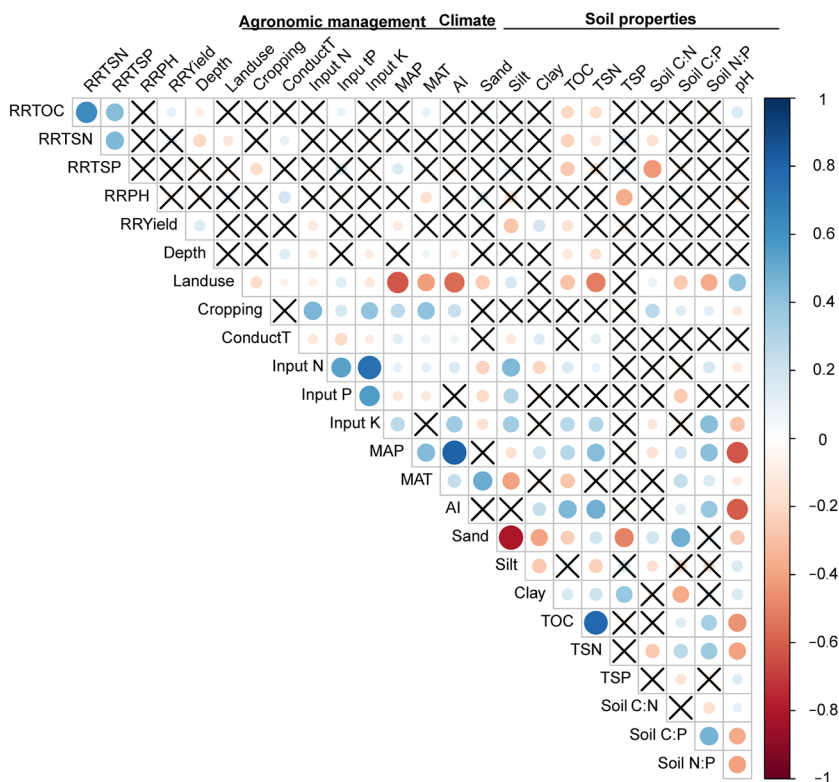 Agronomic management Climate Soil properties
RRTSN RRTSP RRPH RRYield Depth Landuse Cropping ConductT Input N Input tP Input K MAP MAT AI Sand Silt Clay TOC TSN TSP Soil C:N Soil C:P Soil N:P pH
RRTOC
1
RRTSN
RRTSP
0.8
RRPH
RRYield
0.6
Depth
Landuse
0.4
Cropping
ConductT
0.2
Input N
Input P
Input K
0
MAP
MAT
−0.2
AI
Sand
Silt
−0.4
Clay
TOC
−0.6
TSN
TSP
Soil C:N
−0.8
Soil C:P
Soil N:P
−1